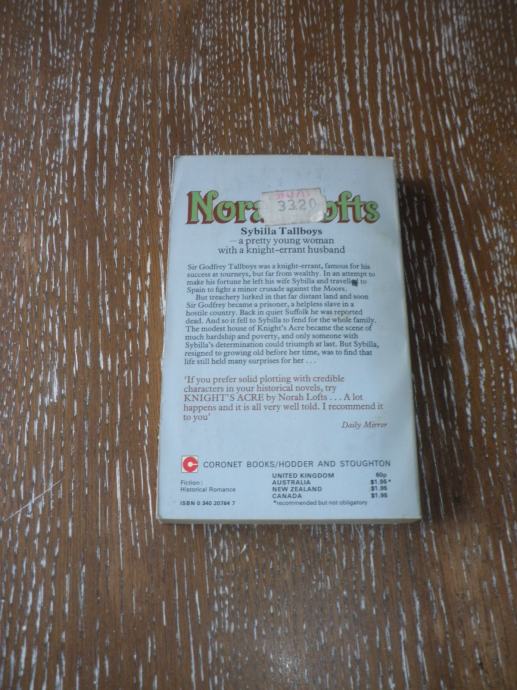 Norah Lofts
3320
Sybilla Tallboys
—a pretty young woman
with a knight-errant husband
Sir Godfrey Tallboys was a knight-errant, famous for his
success at tourneys, but far from wealthy. In an attempt to
make his fortune he left his wife Sybilla and travelled to
Spain to fight a minor crusade against the Moors.
But treachery lurked in that far distant land and soon
Sir Godfrey became a prisoner, a helpless slave in a
hostile country. Back in quiet Suffolk he was reported
dead. And so it fell to Sybilla to fend for the whole family.
The modest house of Knight's Acre became the scene of
much hardship and poverty, and only someone with
Sybilla's determination could triumph at last. But Sybilla,
resigned to growing old before her time, was to find that
life still held many surprises for her . . .
'If you prefer solid plotting with credible
characters in your historical novels, try
KNIGHT'S ACRE by Norah Lofts . . . A lot
happens and it is all very well told. I recommend it
to you'
Daily Mirror
CORONET BOOKS/HODDER AND STOUGHTON
UNITED KINGDOM 60p
Fiction: AUSTRALIA $1.95*
Historical Romance NEW ZEALAND $1.95
CANADA $1.95
ISBN 0 340 20764 7 *recommended but not obligatory